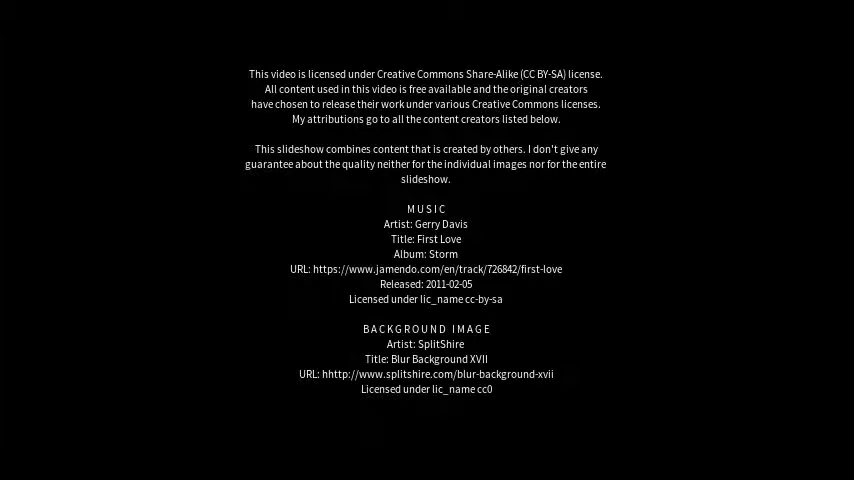 This video is licensed under Creative Commons Share-Alike (CC BY-SA) license.
All content used in this video is free available and the original creators
have chosen to release their work under various Creative Commons licenses.
My attributions go to all the content creators listed below.
This slideshow combines content that is created by others. I don't give any
guarantee about the quality neither for the individual images nor for the entire
slideshow.
MUSIC
Artist: Gerry Davis
Title: First Love
Album: Storm
URL: https://www.jamendo.com/en/track/726842/first-love
Released: 2011-02-05
Licensed under lic_name cc-by-sa
BACKGROUND IMAGE
Artist: SplitShire
Title: Blur Background XVII
URL: hhttp://www.splitshire.com/blur-background-xvii
Licensed under lic_name cc0